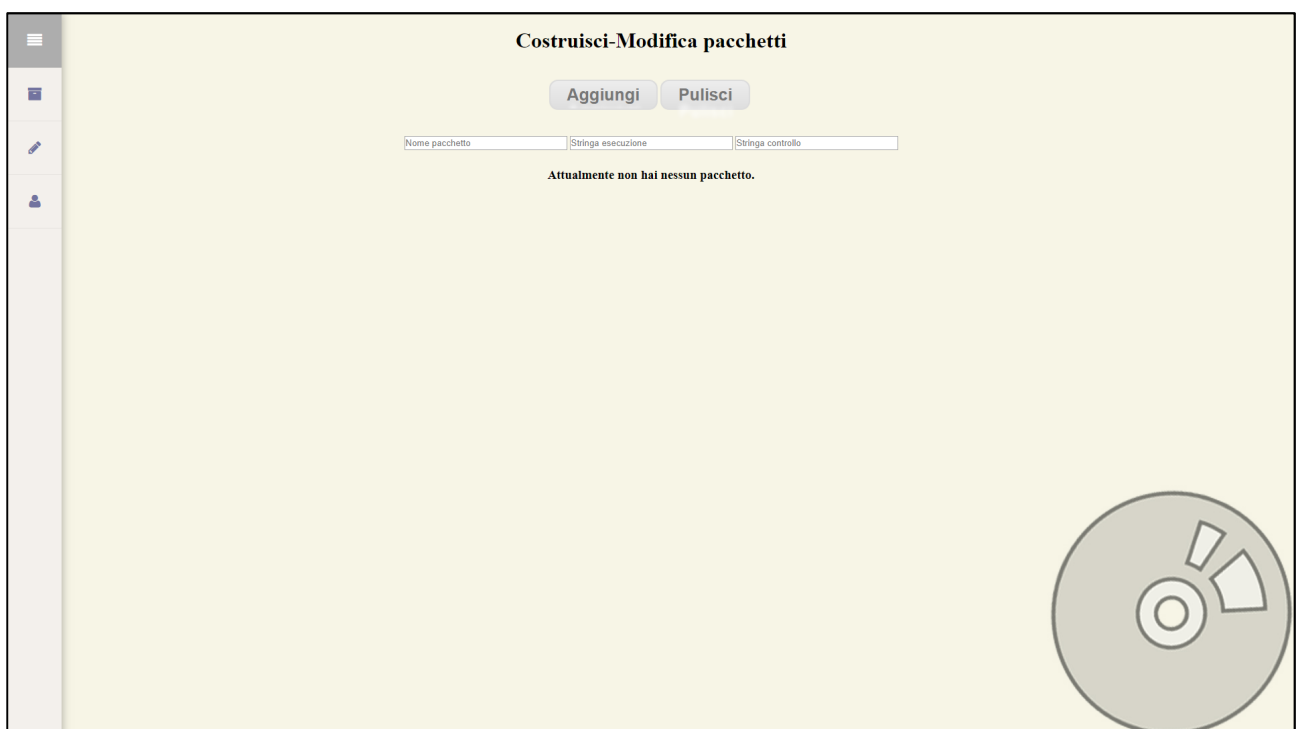 Costruisci-Modifica pacchetti
Aggiungi Pulisci
Nome pacchetto Stringa esecuzione Stringa controllo
Attualmente non hai nessun pacchetto.